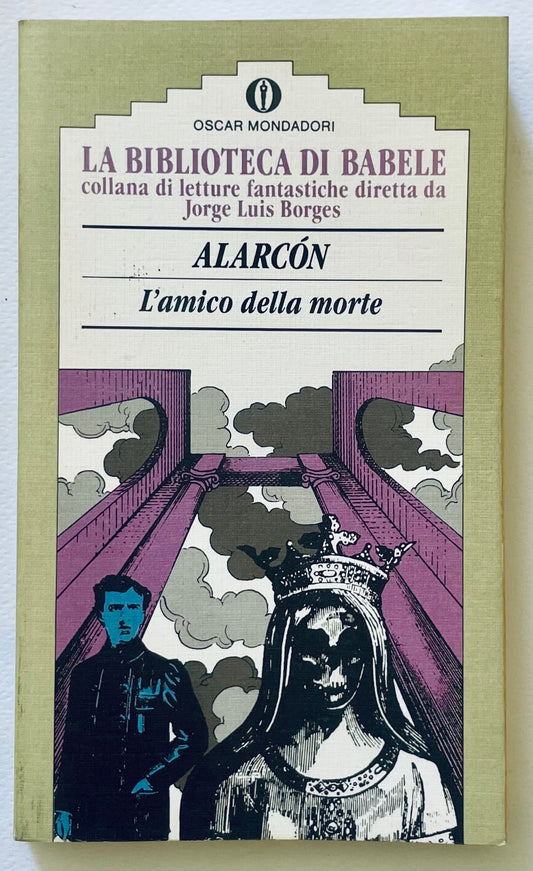 OSCAR MONDADORI
LA BIBLIOTECA DI BABELE
collana di letture fantastiche diretta da
Jorge Luis Borges
ALARCÓN
L'amico della morte